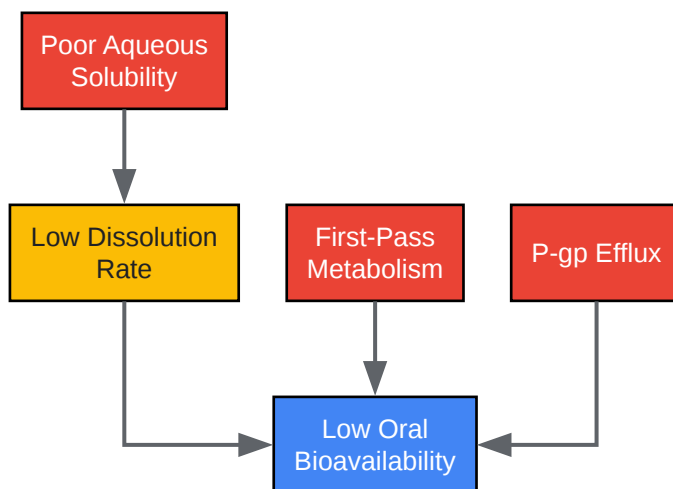 Poor Aqueous
Solubility
Low Dissolution
Rate
First-Pass
Metabolism
P-gp Efflux
Low Oral
Bioavailability